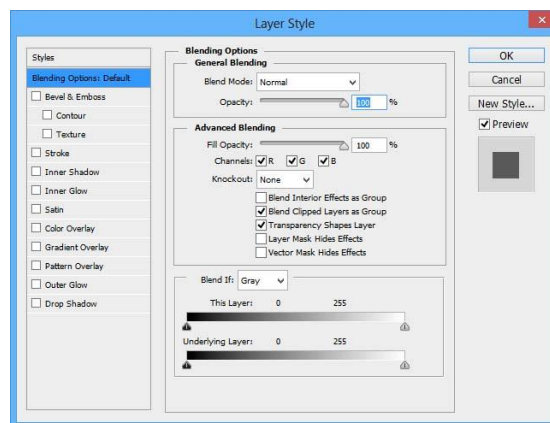 Layer Style
Styles
Blending Options: Default
Bevel & Emboss
Contour
Texture
Stroke
Inner Shadow
Inner Glow
Satin
Color Overlay
Gradient Overlay
Pattern Overlay
Outer Glow
Drop Shadow
Blending Options
General Blending
Blend Mode: Normal
Opacity: 100 %
Advanced Blending
Fill Opacity: 100 %
Channels: R G B
Knockout: None
Blend Interior Effects as Group
Blend Clipped Layers as Group
Transparency Shapes Layer
Layer Mask Hides Effects
Vector Mask Hides Effects
Blend If: Gray
This Layer: 0 255
Underlying Layer: 0 255
OK
Cancel
New Style...
Preview